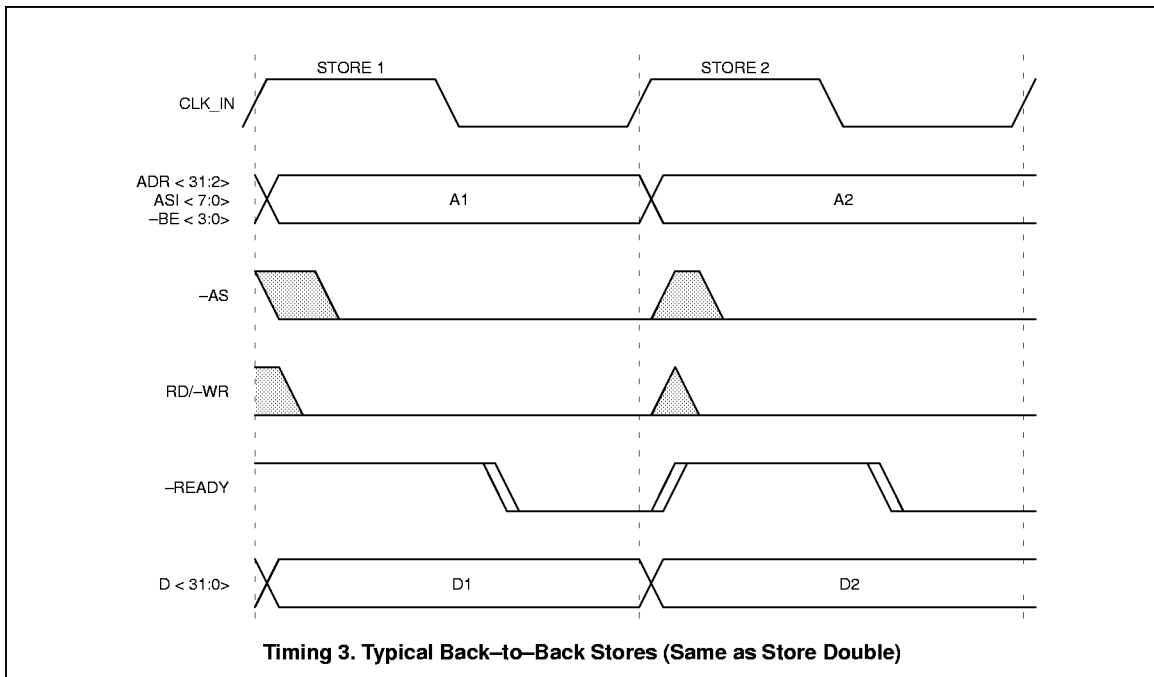 STORE 1
STORE 2
CLK_IN
ADR < 31:2>
ASI < 7:0>
–BE < 3:0>
A1
A2
–AS
RD/–WR
–READY
D < 31:0>
D1
D2
Timing 3. Typical Back–to–Back Stores (Same as Store Double)